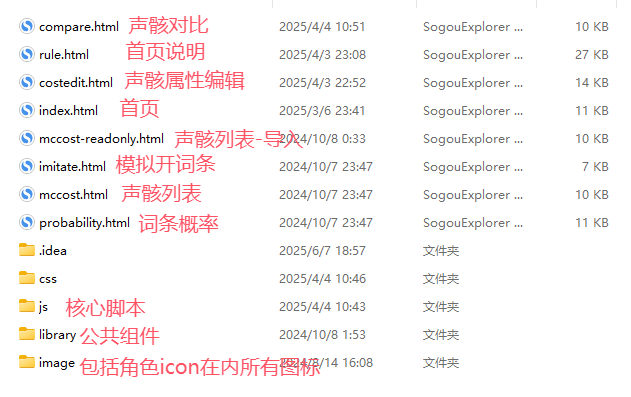 compare.html 声骸对比 2025/4/4 10:51 SogouExplorer ... 10 KB
rule.html 首页说明 2025/4/3 23:08 SogouExplorer ... 27 KB
costedit.html 声骸属性编辑 2025/4/3 22:52 SogouExplorer ... 14 KB
index.html 首页 2025/3/6 23:41 SogouExplorer ... 11 KB
mccost-readonly.html 声骸列表-导入 2024/10/8 0:33 SogouExplorer ... 10 KB
imitate.html 模拟开词条 2024/10/7 23:47 SogouExplorer ... 7 KB
mccost.html 声骸列表 2024/10/7 23:47 SogouExplorer ... 10 KB
probability.html 词条概率 2024/10/7 23:47 SogouExplorer ... 11 KB
.idea 2025/6/7 18:57 文件夹
css 2025/4/4 10:46 文件夹
js 核心脚本 2025/4/4 10:43 文件夹
library 公共组件 2024/10/8 1:53 文件夹
image 包括角色icon在内所有图标 2024/8/14 16:08 文件夹